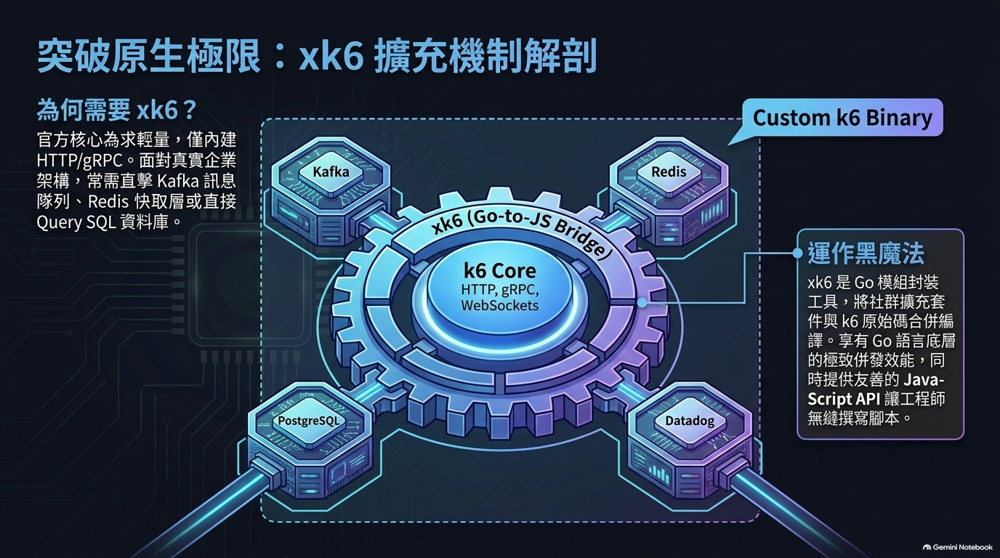 突破原生極限：xk6 擴充機制解剖
為何需要 xk6？
官方核心為求輕量，僅內建
HTTP/gRPC。面對真實企業
架構，常需直擊 Kafka 訊息
隊列、Redis 快取層或直接
Query SQL 資料庫。
Custom k6 Binary
Kafka
Redis
xk6 (Go-to-JS Bridge)
k6 Core
HTTP, gRPC,
WebSockets
PostgreSQL
Datadog
運作黑魔法
xk6 是 Go 模組封裝
工具，將社群擴充套
件與 k6 原始碼合併編
譯。享有 Go 語言底層
的極致併發效能，同
時提供友善的 Java-
Script API 讓工程師
無縫撰寫腳本。
Gemini Notebook